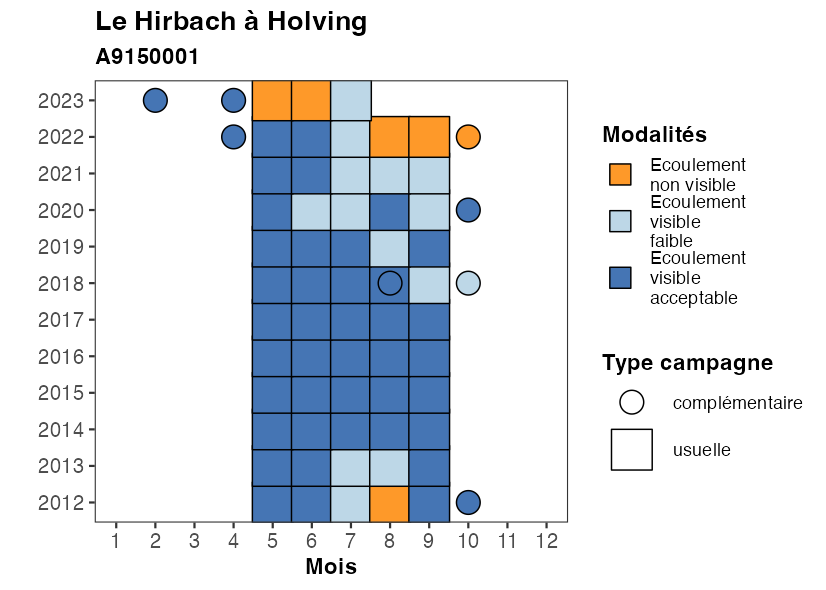 Le Hirbach à Holving
A9150001
2023
2022
2021
2020
2019
2018
2017
2016
2015
2014
2013
2012
1 2 3 4 5 6 7 8 9 10 11 12
Mois
Modalités
Ecoulement
non visible
Ecoulement
visible
faible
Ecoulement
visible
acceptable
Type campagne
complémentaire
usuelle